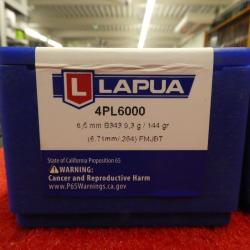 L LAPUA
4PL6000
6,5 mm B343 9,3 g / 144 gr
(6.71mm/.264) FMJBT
State of California Proposition 65
WARNING:
Cancer and Reproductive Harm
www.P65Warnings.ca.gov